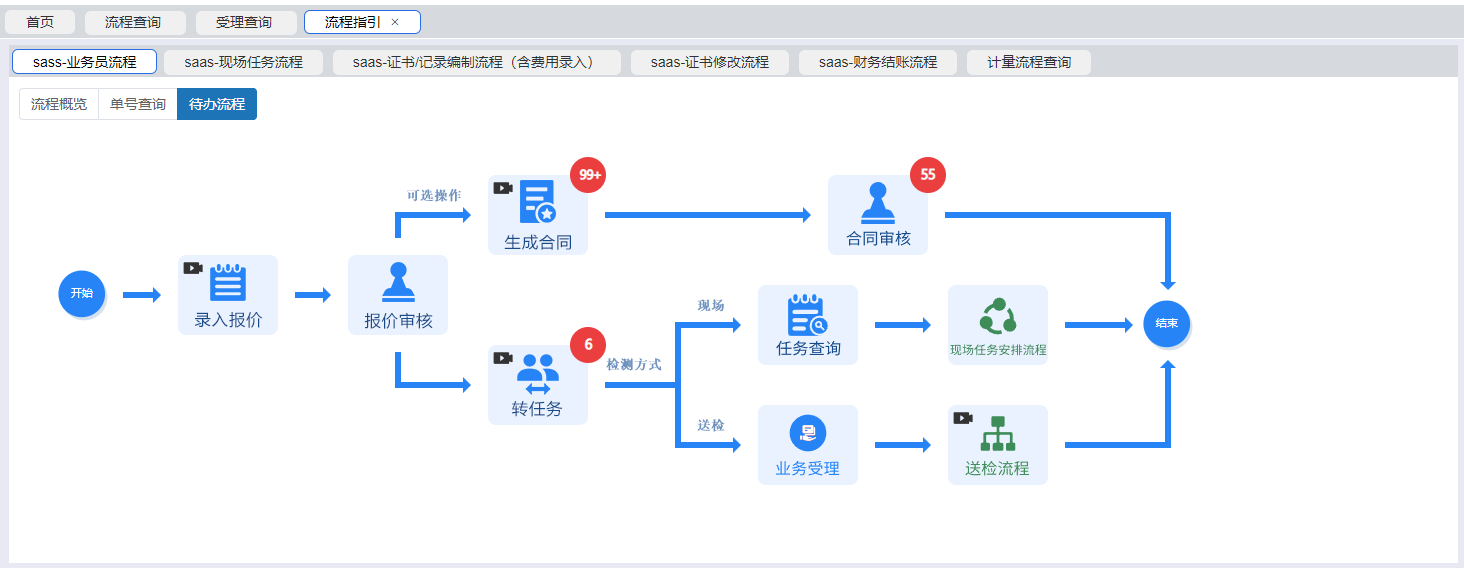 首页 流程查询 受理查询 流程指引 ×
sass-业务员流程 saas-现场任务流程 saas-证书/记录编制流程（含费用录入） saas-证书修改流程 saas-财务结账流程 计量流程查询
流程概览 单号查询 待办流程
99+ 55
可选操作
生成合同 合同审核
开始 录入报价 报价审核
现场
任务查询 现场任务安排流程 结束
6
检测方式
转任务
送检
业务受理 送检流程